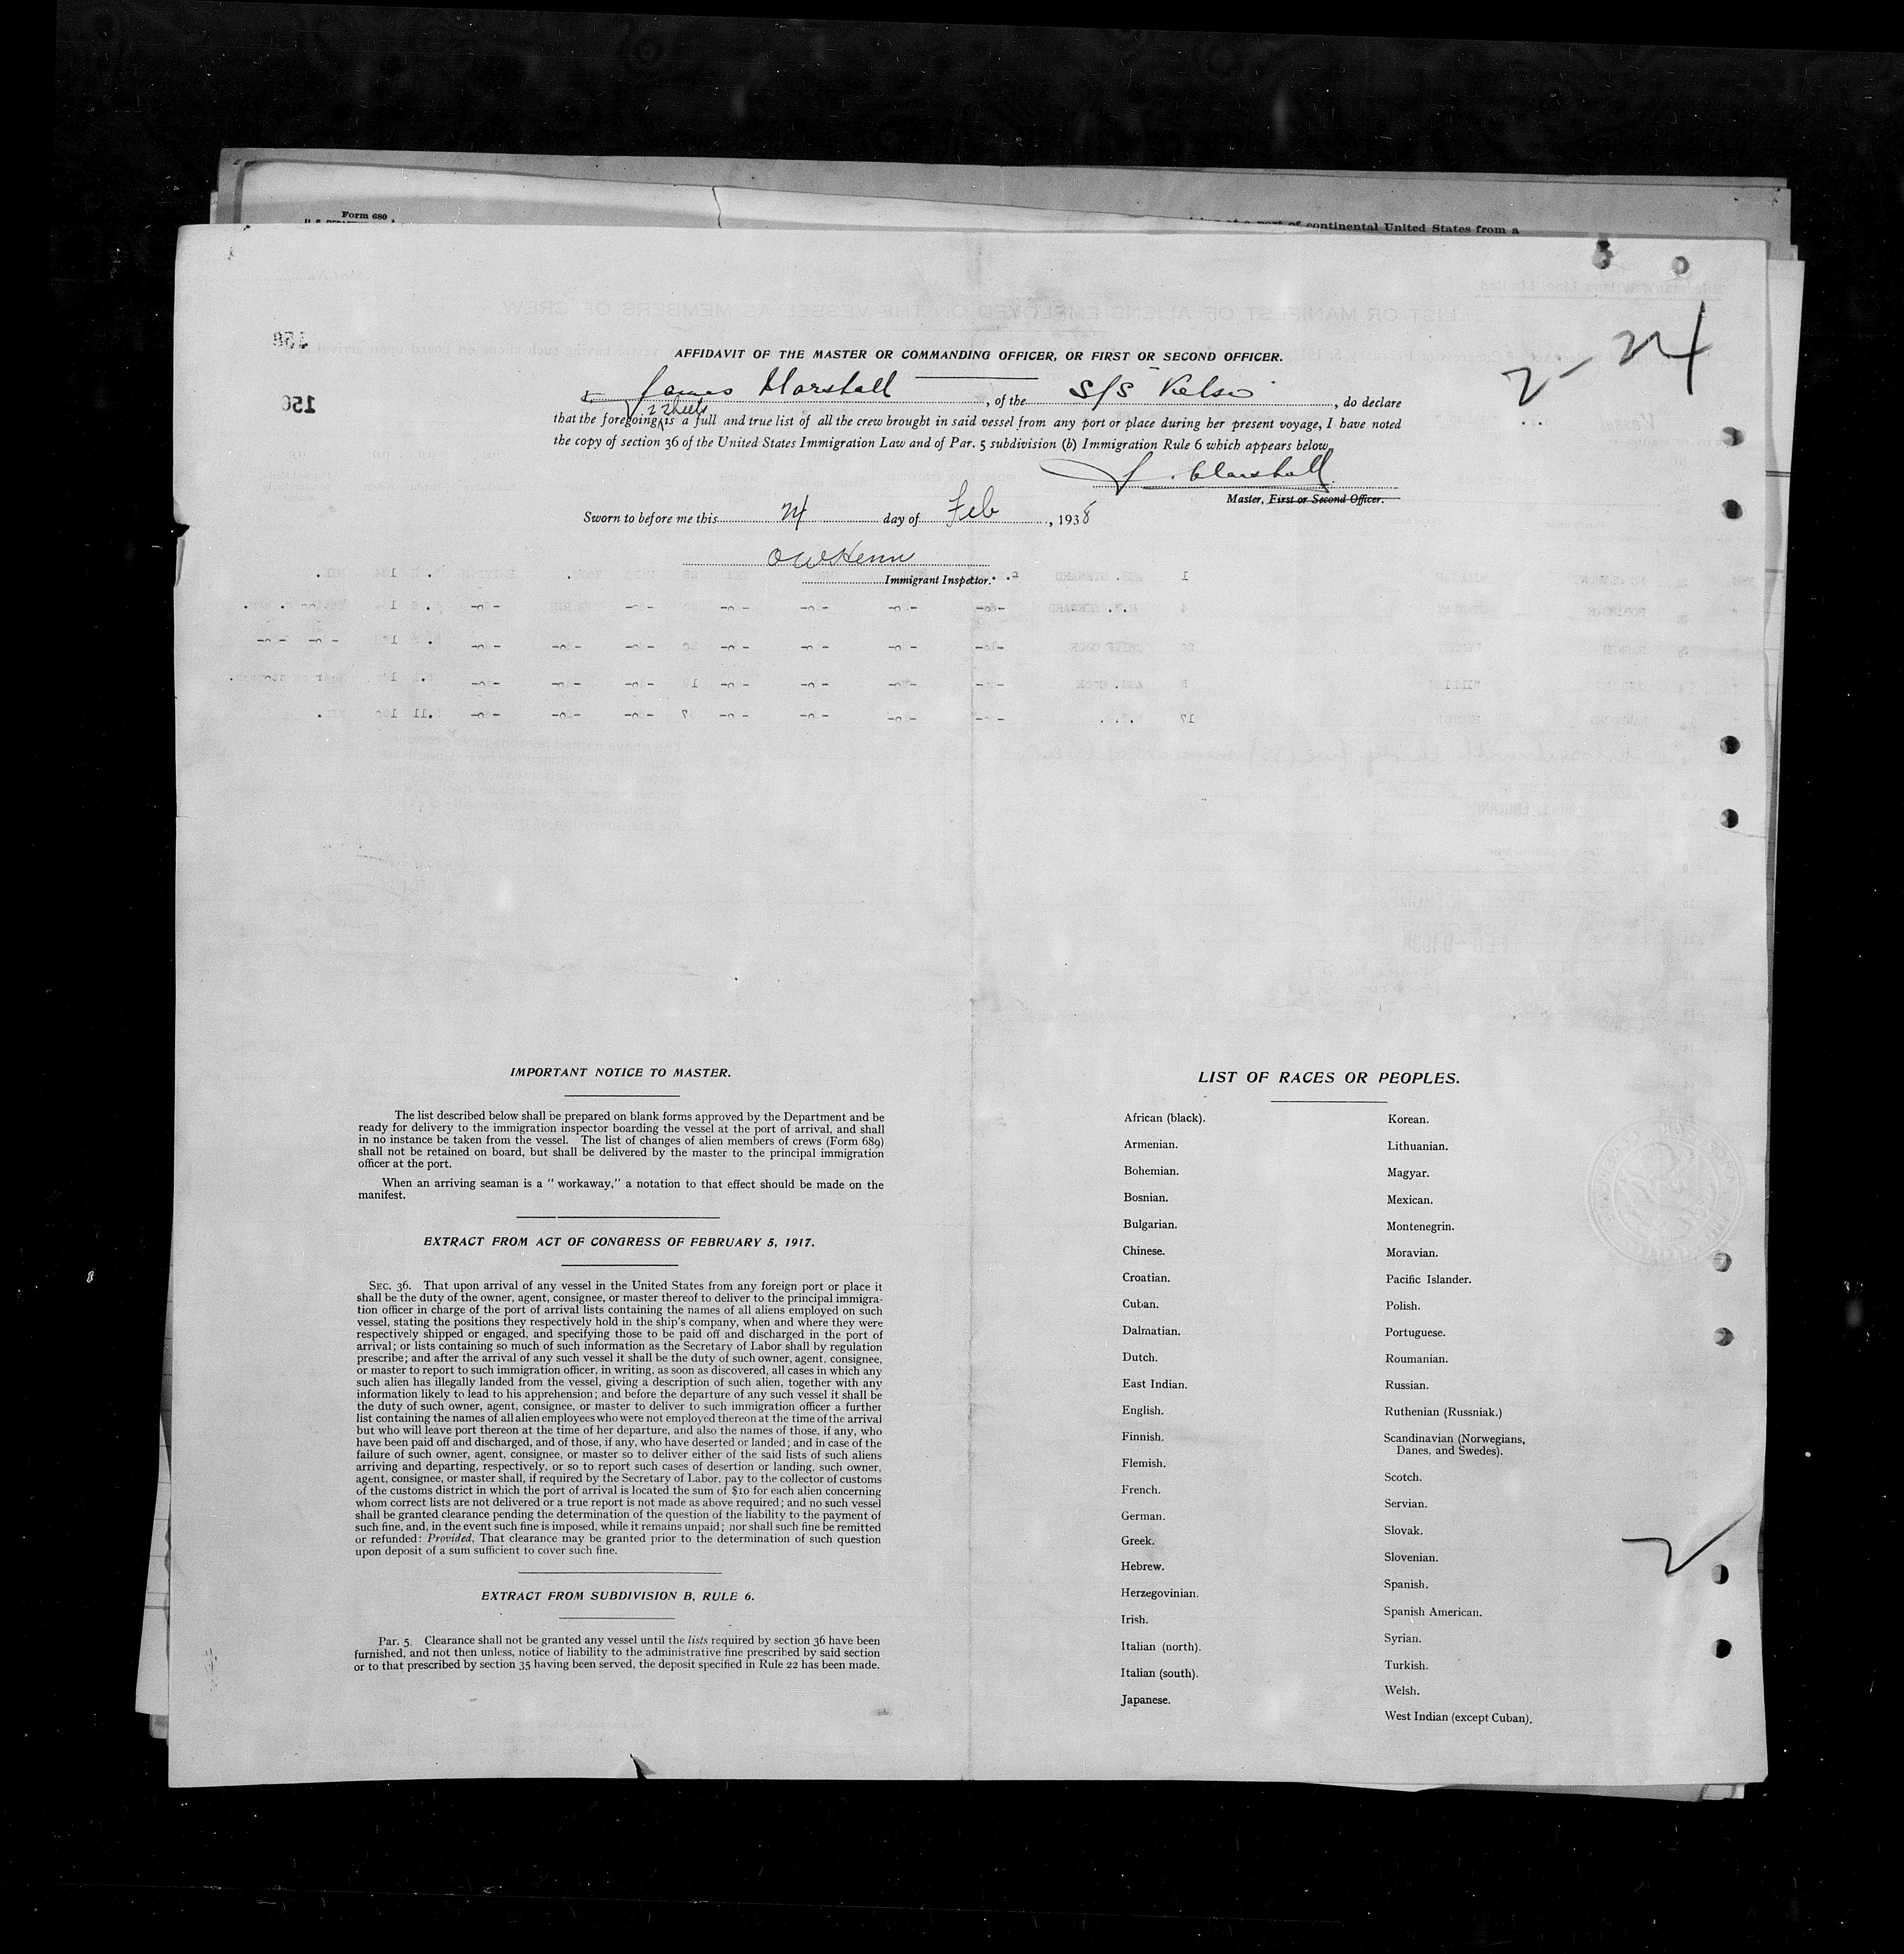 Form 680
continental United States from a
2-24
AFFIDAVIT OF THE MASTER OR COMMANDING OFFICER, OR FIRST OR SECOND OFFICER.
I, James Marshall, of the S/S "Kelso", do declare
2 sheets
that the foregoing is a full and true list of all the crew brought in said vessel from any port or place during her present voyage, I have noted
the copy of section 36 of the United States Immigration Law and of Par. 5 subdivision (b) Immigration Rule 6 which appears below.
J. Marshall
Master, First or Second Officer.
Sworn to before me this 24 day of Feb, 1938
Immigrant Inspector.
150
IMPORTANT NOTICE TO MASTER.
The list described below shall be prepared on blank forms approved by the Department and be
ready for delivery to the immigration inspector boarding the vessel at the port of arrival, and shall
in no instance be taken from the vessel. The list of changes of alien members of crews (Form 689)
shall not be retained on board, but shall be delivered by the master to the principal immigration
officer at the port.
When an arriving seaman is a "workaway," a notation to that effect should be made on the
manifest.
EXTRACT FROM ACT OF CONGRESS OF FEBRUARY 5, 1917.
SEC. 36. That upon arrival of any vessel in the United States from any foreign port or place it
shall be the duty of the owner, agent, consignee, or master thereof to deliver to the principal immigra-
tion officer in charge of the port of arrival lists containing the names of all aliens employed on such
vessel, stating the positions they respectively hold in the ship's company, when and where they were
respectively shipped or engaged, and specifying those to be paid off and discharged in the port of
arrival; or lists containing so much of such information as the Secretary of Labor shall by regulation
prescribe; and after the arrival of any such vessel it shall be the duty of such owner, agent, consignee,
or master to report to such immigration officer, in writing, as soon as discovered, all cases in which any
such alien has illegally landed from the vessel, giving a description of such alien, together with any
information likely to lead to his apprehension; and before the departure of any such vessel it shall be
the duty of such owner, agent, consignee, or master to deliver to such immigration officer a further
list containing the names of all alien employees who were not employed thereon at the time of the arrival
but who will leave port thereon at the time of her departure, and also the names of those, if any, who
have been paid off and discharged, and of those, if any, who have deserted or landed; and in case of the
failure of such owner, agent, consignee, or master so to deliver either of the said lists of such aliens
arriving and departing, respectively, or so to report such cases of desertion or landing, such owner,
agent, consignee, or master shall, if required by the Secretary of Labor, pay to the collector of customs
of the customs district in which the port of arrival is located the sum of $10 for each alien concerning
whom correct lists are not delivered or a true report is not made as above required; and no such vessel
shall be granted clearance pending the determination of the question of the liability to the payment of
such fine, and, in the event such fine is imposed, while it remains unpaid; nor shall such fine be remitted
or refunded: Provided, That clearance may be granted prior to the determination of such question
upon deposit of a sum sufficient to cover such fine.
EXTRACT FROM SUBDIVISION B, RULE 6.
Par. 5. Clearance shall not be granted any vessel until the lists required by section 36 have been
furnished, and not then unless, notice of liability to the administrative fine prescribed by said section
or to that prescribed by section 35 having been served, the deposit specified in Rule 22 has been made.
LIST OF RACES OR PEOPLES.
African (black).
Armenian.
Bohemian.
Bosnian.
Bulgarian.
Chinese.
Croatian.
Cuban.
Dalmatian.
Dutch.
East Indian.
English.
Finnish.
Flemish.
French.
German.
Greek.
Hebrew.
Herzegovinian.
Irish.
Italian (north).
Italian (south).
Japanese.
Korean.
Lithuanian.
Magyar.
Mexican.
Montenegrin.
Moravian.
Pacific Islander.
Polish.
Portuguese.
Roumanian.
Russian.
Ruthenian (Russniak.)
Scandinavian (Norwegians,
Danes, and Swedes).
Scotch.
Servian.
Slovak.
Slovenian.
Spanish.
Spanish American.
Syrian.
Turkish.
Welsh.
West Indian (except Cuban).